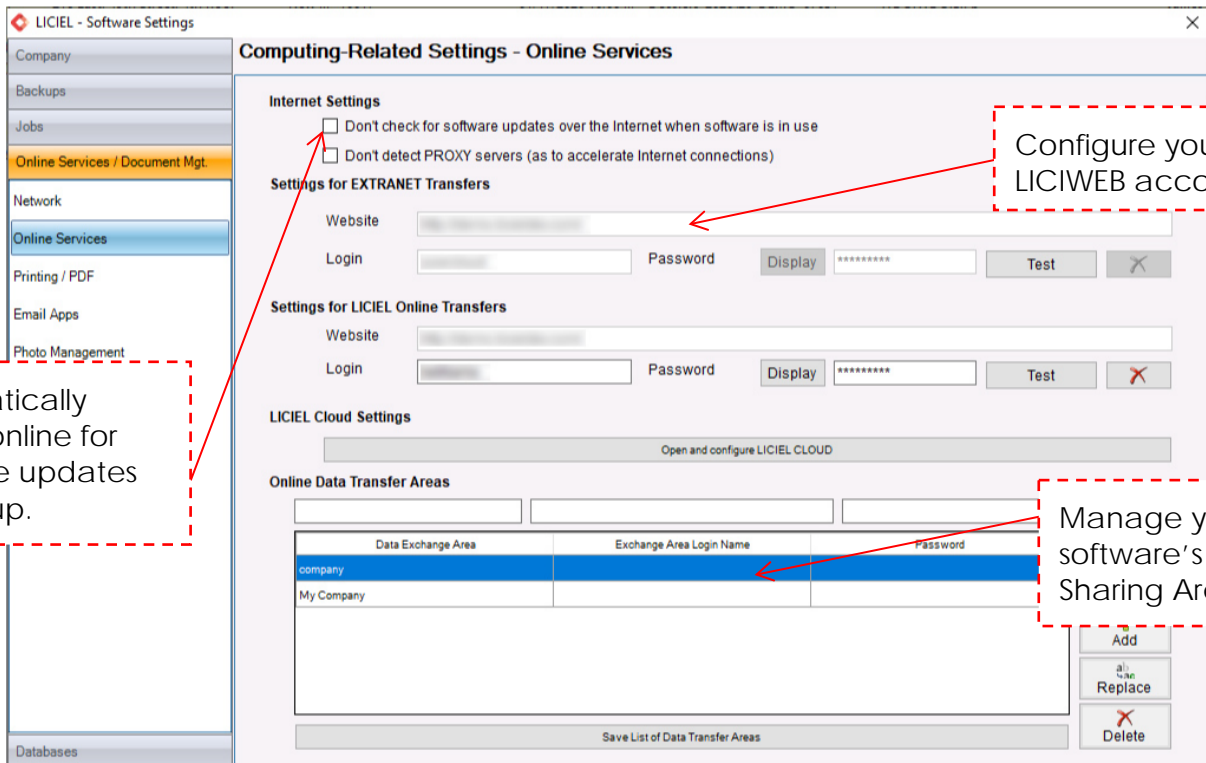 LICIEL - Software Settings
Company
Backups
Jobs
Online Services / Document Mgt.
Network
Online Services
Printing / PDF
Email Apps
Photo Management
Databases
Computing-Related Settings - Online Services
Internet Settings
Don't check for software updates over the Internet when software is in use
Don't detect PROXY servers (as to accelerate Internet connections)
Settings for EXTRANET Transfers
Website
Login Password Display ********* Test
Settings for LICIEL Online Transfers
Website
Login Password Display ********* Test
LICIEL Cloud Settings
Open and configure LICIEL CLOUD
Online Data Transfer Areas
Data Exchange Area Exchange Area Login Name Password
company
My Company
Add
Replace
Delete
Save List of Data Transfer Areas
Configure you
LICIWEB acco
atically
online for
e updates
up.
Manage y
software's
Sharing Are